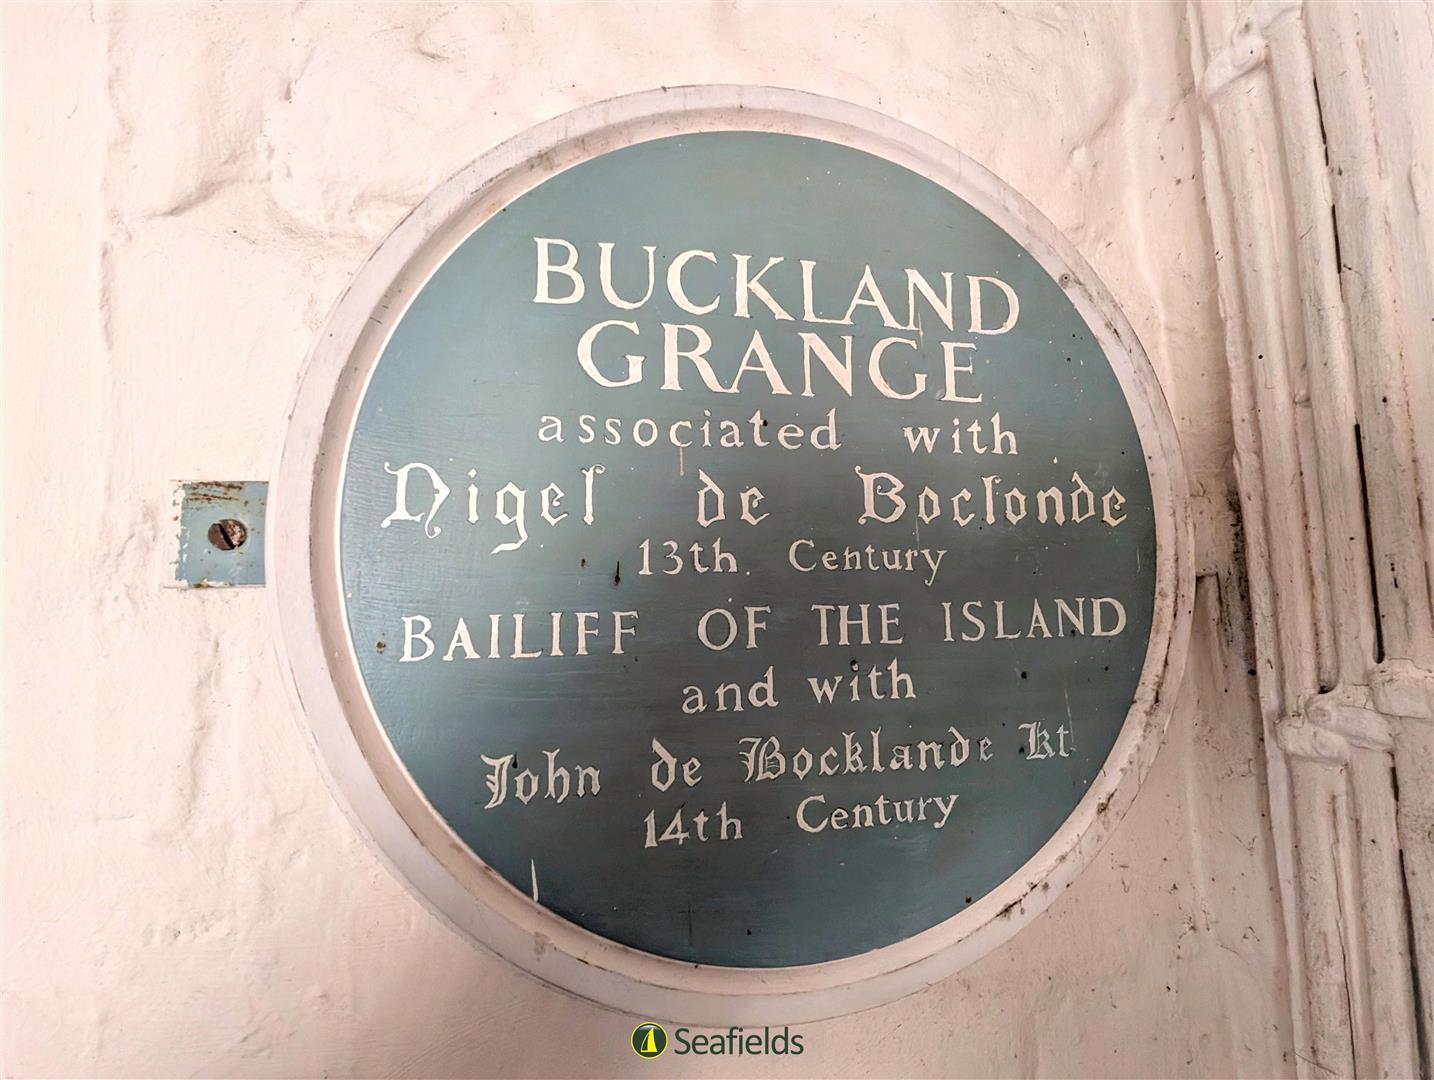 BUCKLAND
GRANGE
associated with
Nigel de Boclonde
13th. Century
BAILIFF OF THE ISLAND
and with
John de Bocklande Kt
14th Century
Seafields